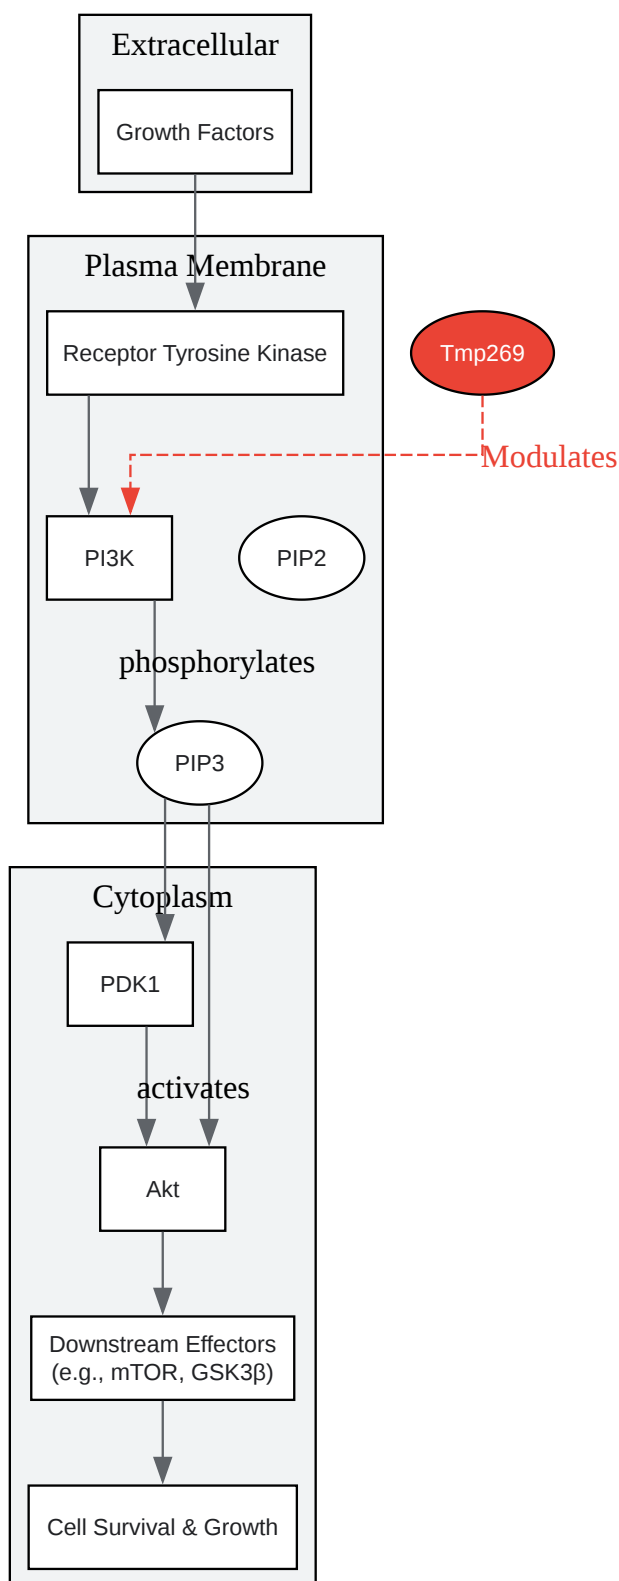 Extracellular
Growth Factors
Plasma Membrane
Receptor Tyrosine Kinase
Tmp269
Modulates
PI3K
PIP2
phosphorylates
PIP3
Cytoplasm
PDK1
activates
Akt
Downstream Effectors
(e.g., mTOR, GSK3β)
Cell Survival & Growth